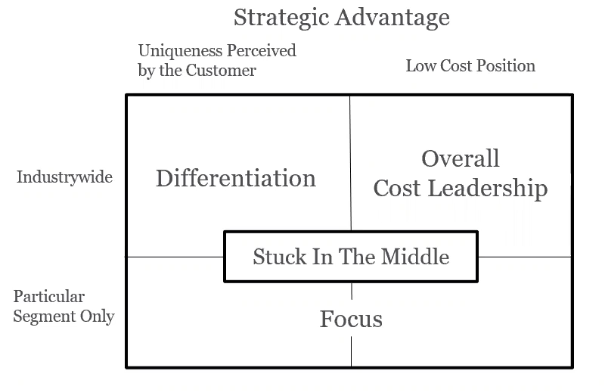 Strategic Advantage
Uniqueness Perceived
by the Customer
Low Cost Position
Industrywide
Differentiation
Overall
Cost Leadership
Stuck In The Middle
Particular
Segment Only
Focus